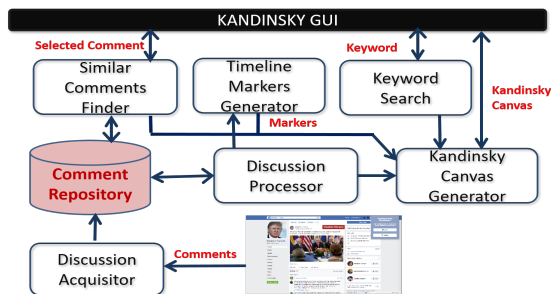 KANDINSKY GUI
Selected Comment
Keyword
Similar
Comments
Finder
Timeline
Markers
Generator
Keyword
Search
Kandinsky
Canvas
Markers
Comment
Repository
Discussion
Processor
Kandinsky
Canvas
Generator
Discussion
Acquisitor
Comments